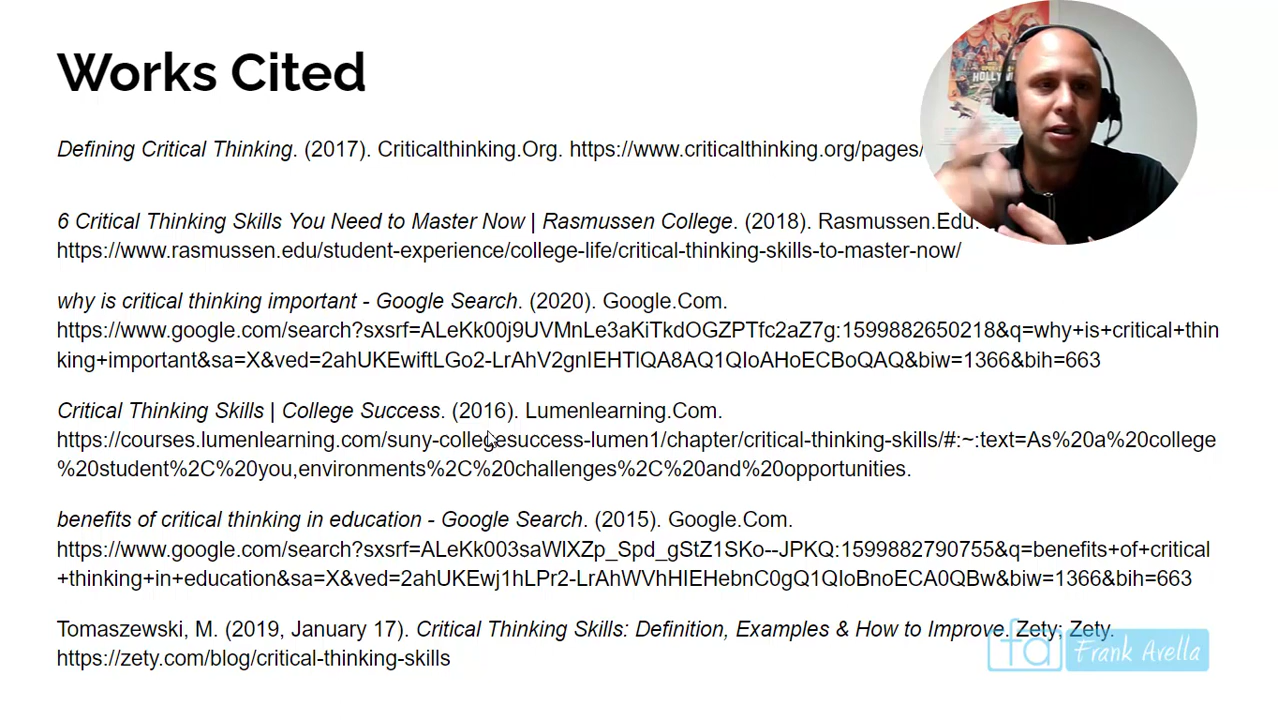 Works Cited
Defining Critical Thinking. (2017). Criticalthinking.Org. https://www.criticalthinking.org/pages/
6 Critical Thinking Skills You Need to Master Now | Rasmussen College. (2018). Rasmussen.Edu.
https://www.rasmussen.edu/student-experience/college-life/critical-thinking-skills-to-master-now/
why is critical thinking important - Google Search. (2020). Google.Com.
https://www.google.com/search?sxsrf=ALeKk00j9UVMnLe3aKiTkdOGZPTfc2aZ7g:1599882650218&q=why+is+critical+thin
king+important&sa=X&ved=2ahUKEwiftLGo2-LrAhV2gnIEHTlQA8AQ1QIoAHoECBoQAQ&biw=1366&bih=663
Critical Thinking Skills | College Success. (2016). Lumenlearning.Com.
https://courses.lumenlearning.com/suny-collegesuccess-lumen1/chapter/critical-thinking-skills/#:~:text=As%20a%20college
%20student%2C%20you,environments%2C%20challenges%2C%20and%20opportunities.
benefits of critical thinking in education - Google Search. (2015). Google.Com.
https://www.google.com/search?sxsrf=ALeKk003saWlXZp_Spd_gStZ1SKo--JPKQ:1599882790755&q=benefits+of+critical
+thinking+in+education&sa=X&ved=2ahUKEwj1hLPr2-LrAhWVhHIEHebnC0gQ1QIoBnoECA0QBw&biw=1366&bih=663
Tomaszewski, M. (2019, January 17). Critical Thinking Skills: Definition, Examples & How to Improve. Zety; Zety.
https://zety.com/blog/critical-thinking-skills
fa Frank Avella